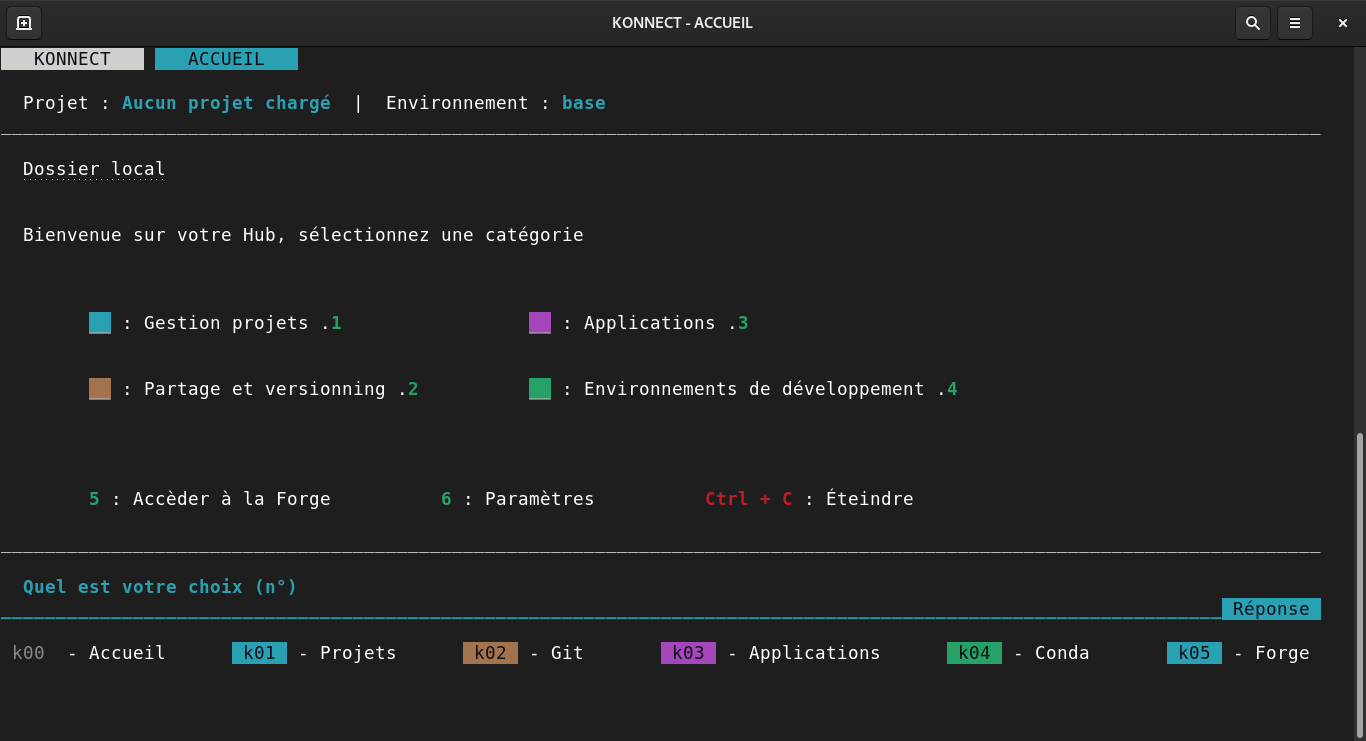 KONNECT - ACCUEIL
KONNECT ACCUEIL
Projet : Aucun projet chargé | Environnement : base
Dossier local
Bienvenue sur votre Hub, sélectionnez une catégorie
: Gestion projets .1 : Applications .3
: Partage et versionning .2 : Environnements de développement .4
5 : Accèder à la Forge 6 : Paramètres Ctrl + C : Éteindre
Quel est votre choix (n°)
Réponse
k00 - Accueil k01 - Projets k02 - Git k03 - Applications k04 - Conda k05 - Forge